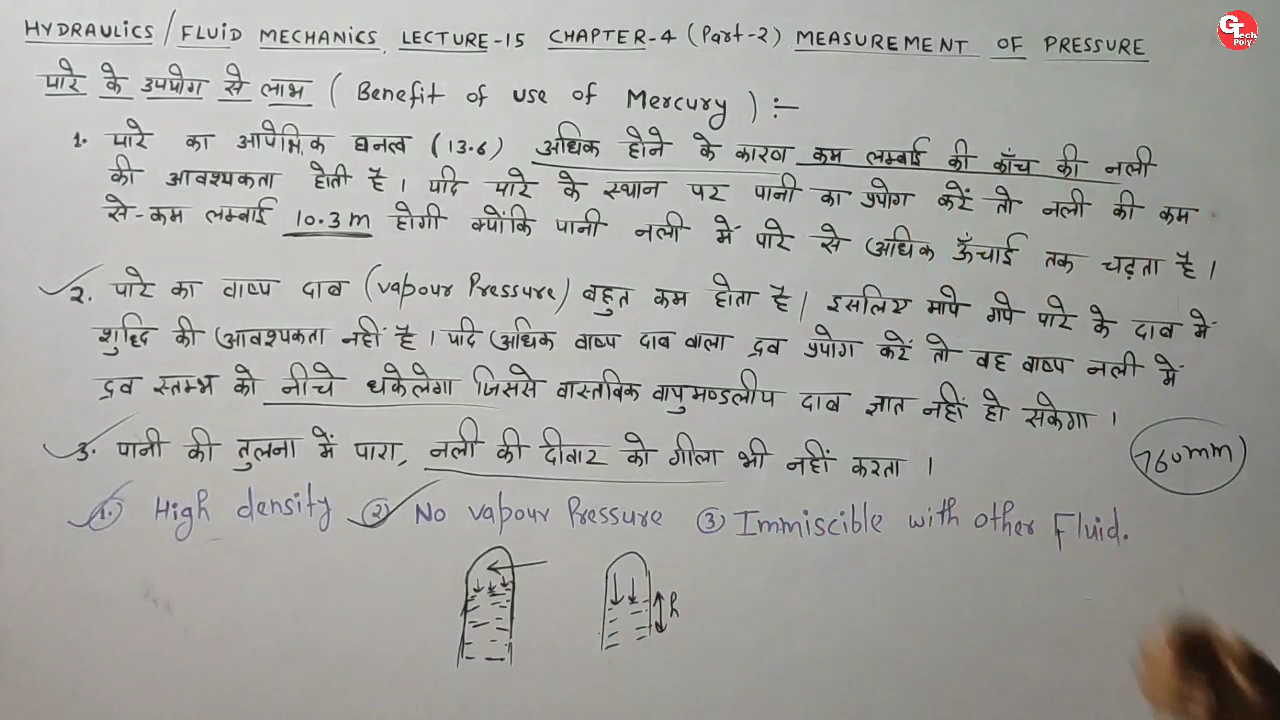 HYDRAULICS/FLUID MECHANICS, LECTURE-15 CHAPTER-4 (Part-2) MEASUREMENT OF PRESSURE
GTech Poly
पारे के उपयोग से लाभ (Benefit of use of Mercury) :-
1. पारे का आपेक्षिक घनत्व (13.6) अधिक होने के कारण कम लम्बाई की काँच की नली
की आवश्यकता होती है। यदि पारे के स्थान पर पानी का प्रयोग करें तो नली की कम
से-कम लम्बाई 10.3m होगी क्योंकि पानी नली में पारे से अधिक ऊँचाई तक चढ़ता है।
2. पारे का वाष्प दाब (vapour Pressure) बहुत कम होता है। इसलिए मापे गये पारे के दाब में
शुद्धि की आवश्यकता नहीं है। यदि अधिक वाष्प दाब वाला द्रव प्रयोग करें तो वह वाष्प नली में
द्रव स्तम्भ को नीचे धकेलेगा जिससे वास्तविक वायुमण्डलीय दाब ज्ञात नहीं हो सकेगा।
3. पानी की तुलना में पारा, नली की दीवार को गीला भी नहीं करता।
760mm
1. High density 2 No vapour Pressure 3 Immiscible with other Fluid.
h